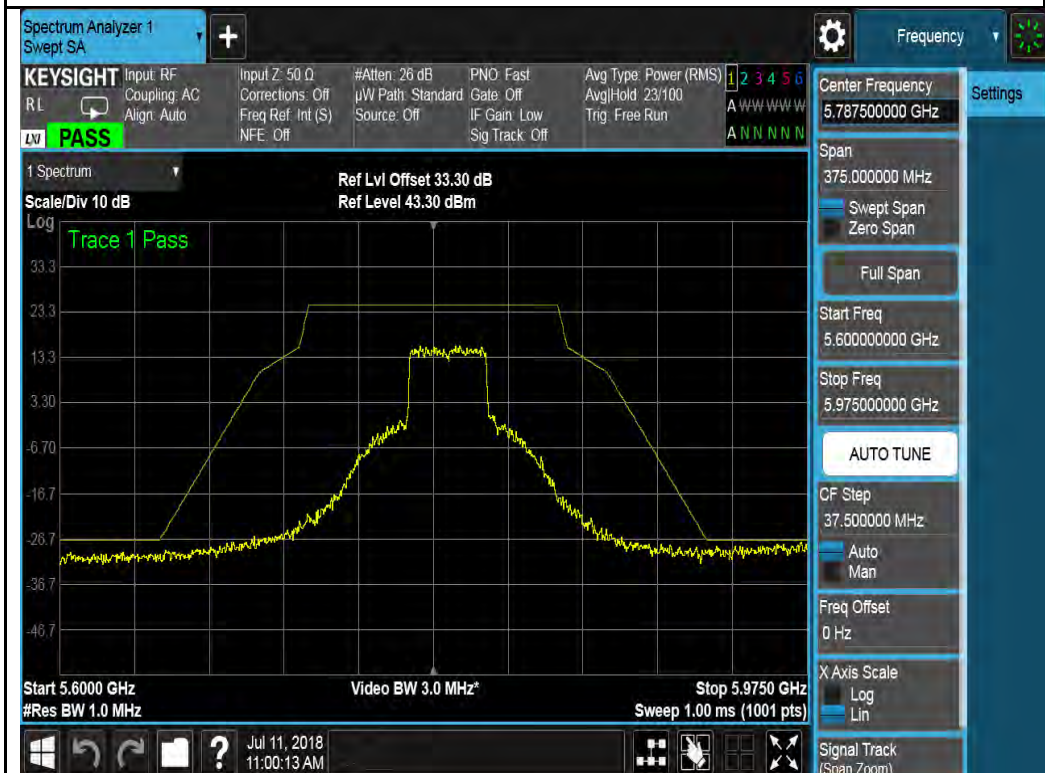 Spectrum Analyzer 1
Swept SA
+
Frequency
KEYSIGHT
RL
LXI
PASS
Input: RF
Coupling: AC
Align: Auto
Input Z: 50 Ω
Corrections: Off
Freq Ref: Int (S)
NFE: Off
#Atten: 26 dB
µW Path: Standard
Source: Off
PNO: Fast
Gate: Off
IF Gain: Low
Sig Track: Off
Avg Type: Power (RMS)
Avg|Hold: 23/100
Trig: Free Run
1 2 3 4 5 6
A W W W W W
A N N N N N
1 Spectrum
Scale/Div 10 dB
Ref Lvl Offset 33.30 dB
Ref Level 43.30 dBm
Log
Trace 1 Pass
33.3
23.3
13.3
3.30
-6.70
-16.7
-26.7
-36.7
-46.7
Start 5.6000 GHz
#Res BW 1.0 MHz
Video BW 3.0 MHz*
Stop 5.9750 GHz
Sweep 1.00 ms (1001 pts)
?
Jul 11, 2018
11:00:13 AM
Center Frequency
5.787500000 GHz
Span
375.000000 MHz
Swept Span
Zero Span
Full Span
Start Freq
5.600000000 GHz
Stop Freq
5.975000000 GHz
AUTO TUNE
CF Step
37.500000 MHz
Auto
Man
Freq Offset
0 Hz
X Axis Scale
Log
Lin
Signal Track
(Span Zoom)
Settings